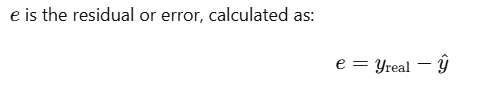 e is the residual or error, calculated as:
e = y_real − ŷ